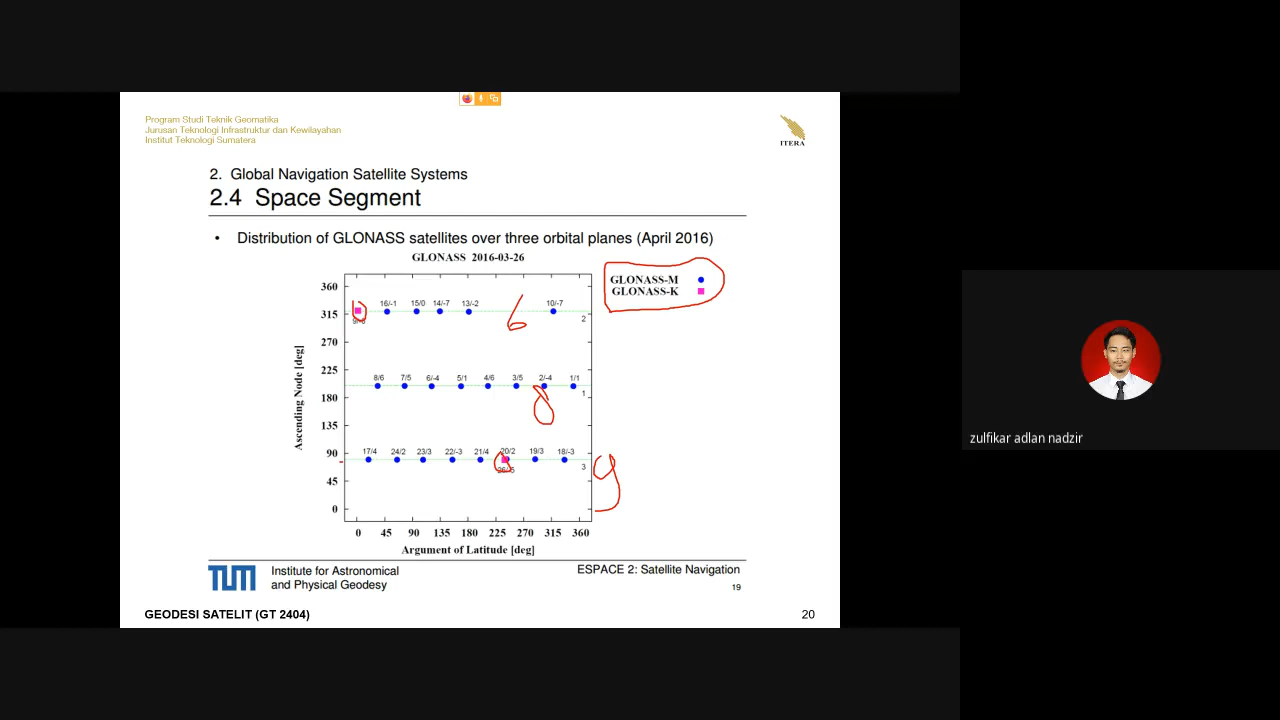 Program Studi Teknik Geomatika
Jurusan Teknologi Infrastruktur dan Kewilayahan
Institut Teknologi Sumatera
ITERA
2. Global Navigation Satellite Systems
2.4 Space Segment
• Distribution of GLONASS satellites over three orbital planes (April 2016)
GLONASS 2016-03-26
GLONASS-M
GLONASS-K
360
315
270
225
180
135
90
45
0
Ascending Node [deg]
16/-1 15/0 14/-7 13/-2 10/-7
6
2
8/6 7/5 6/-4 5/1 4/6 3/5 2/-4 1/1
8
1
17/4 24/2 23/3 22/-3 21/4 20/2 19/3 18/-3
9
3
0 45 90 135 180 225 270 315 360
Argument of Latitude [deg]
TUM
Institute for Astronomical
and Physical Geodesy
ESPACE 2: Satellite Navigation
19
GEODESI SATELIT (GT 2404)
20
zulfikar adlan nadzir